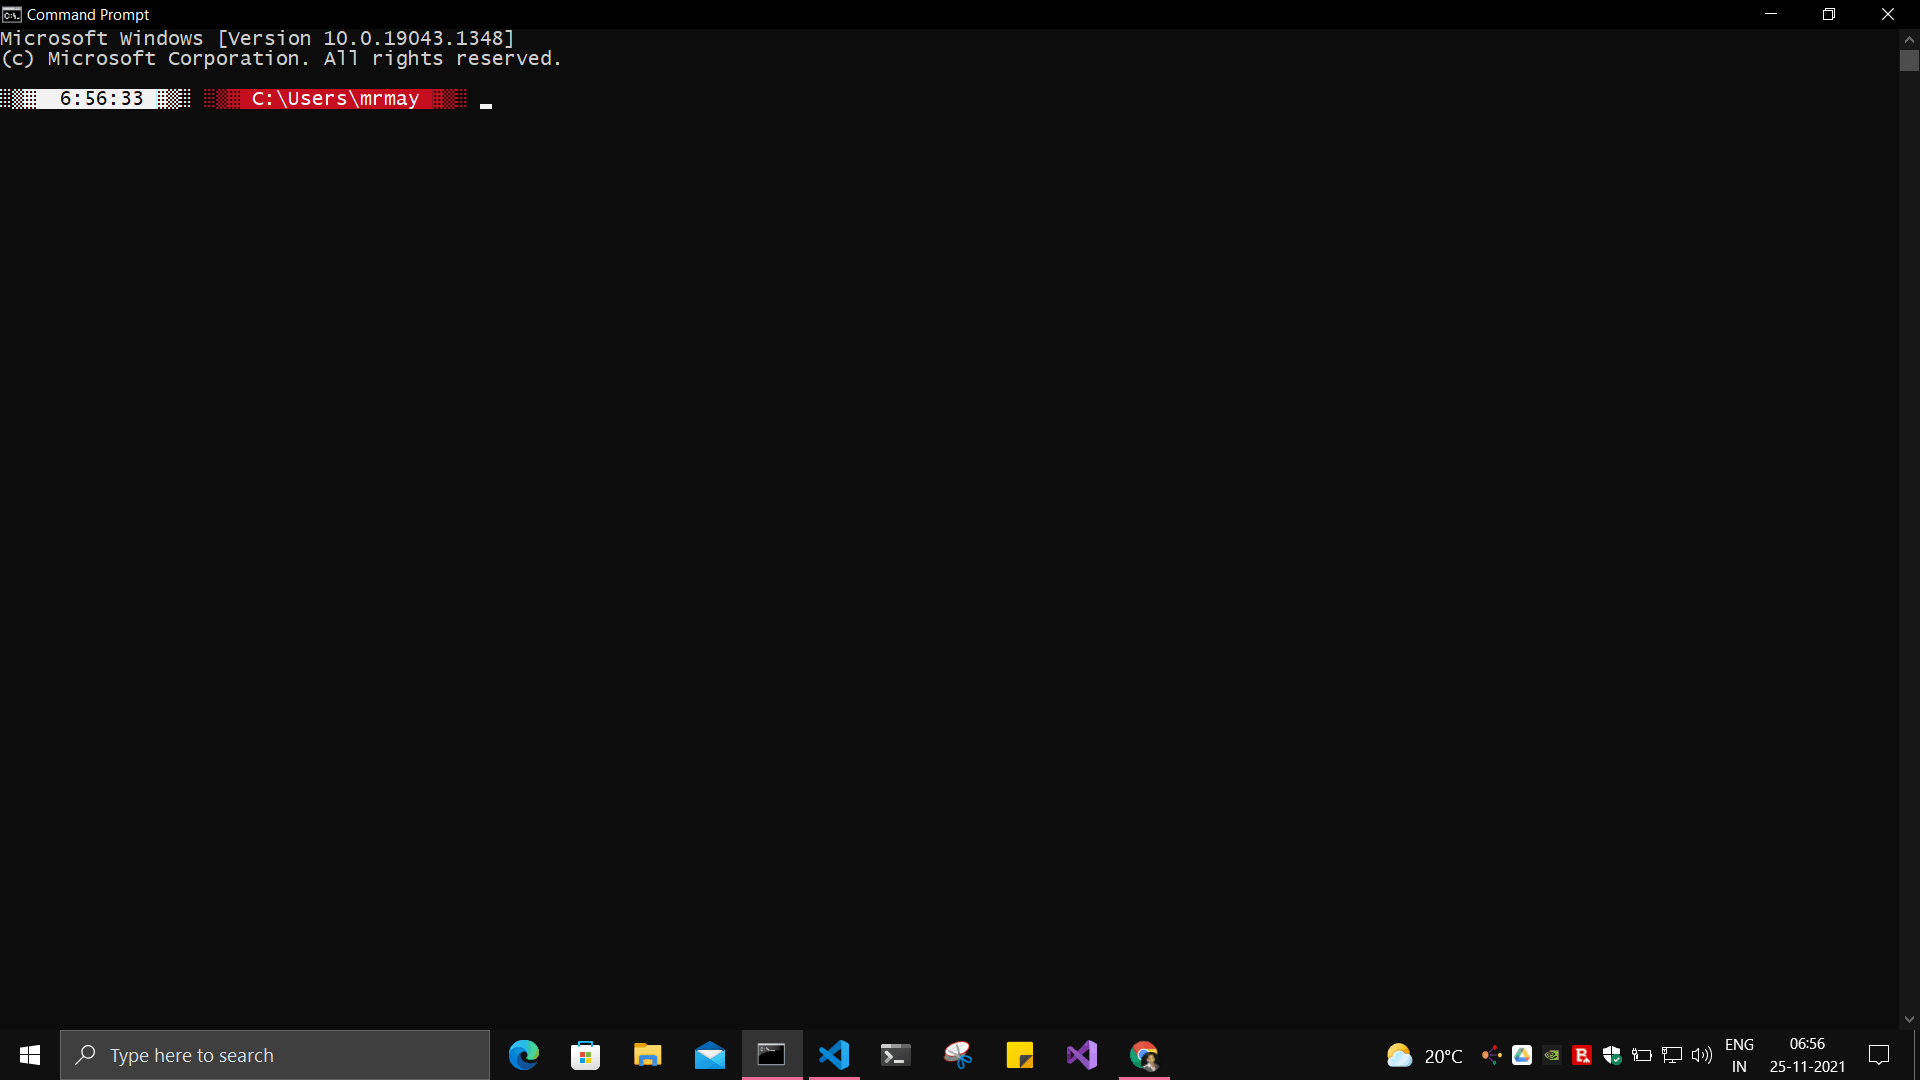 Command Prompt
Microsoft Windows [Version 10.0.19043.1348]
(c) Microsoft Corporation. All rights reserved.
6:56:33 C:\Users\mrmay
Type here to search
20°C
ENG
IN
06:56
25-11-2021